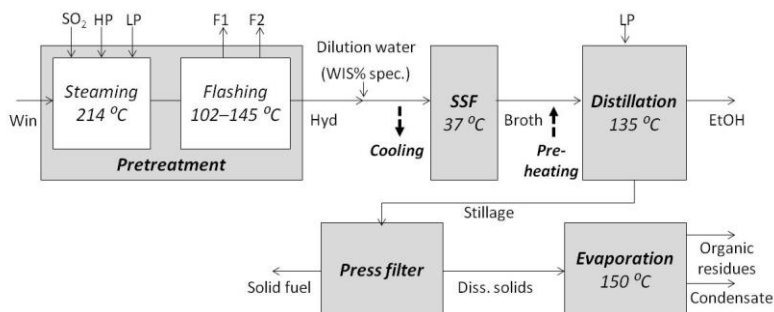 SO2 HP LP F1 F2
Dilution water
(WIS% spec.)
LP
Steaming
214 °C
Flashing
102–145 °C
Win
Hyd
Pretreatment
Cooling
SSF
37 °C
Broth
Pre-
heating
Distillation
135 °C
EtOH
Stillage
Solid fuel
Press filter
Diss. solids
Evaporation
150 °C
Organic
residues
Condensate